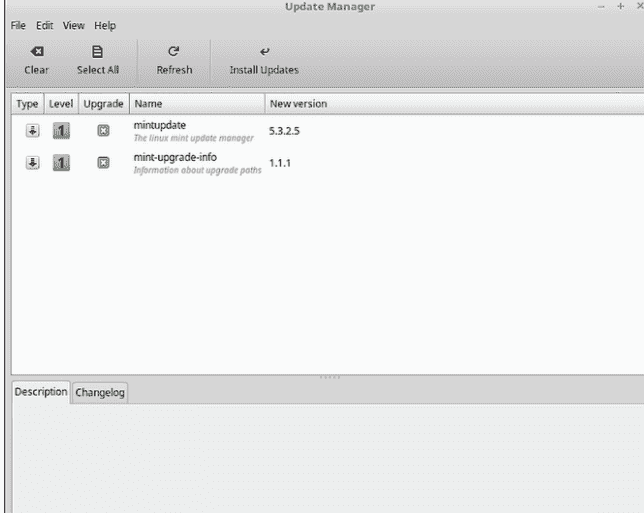 Update Manager
File Edit View Help
Clear Select All Refresh Install Updates
Type Level Upgrade Name New version
1 mintupdate 5.3.2.5
The linux mint update manager
1 mint-upgrade-info 1.1.1
Information about upgrade paths
Description Changelog